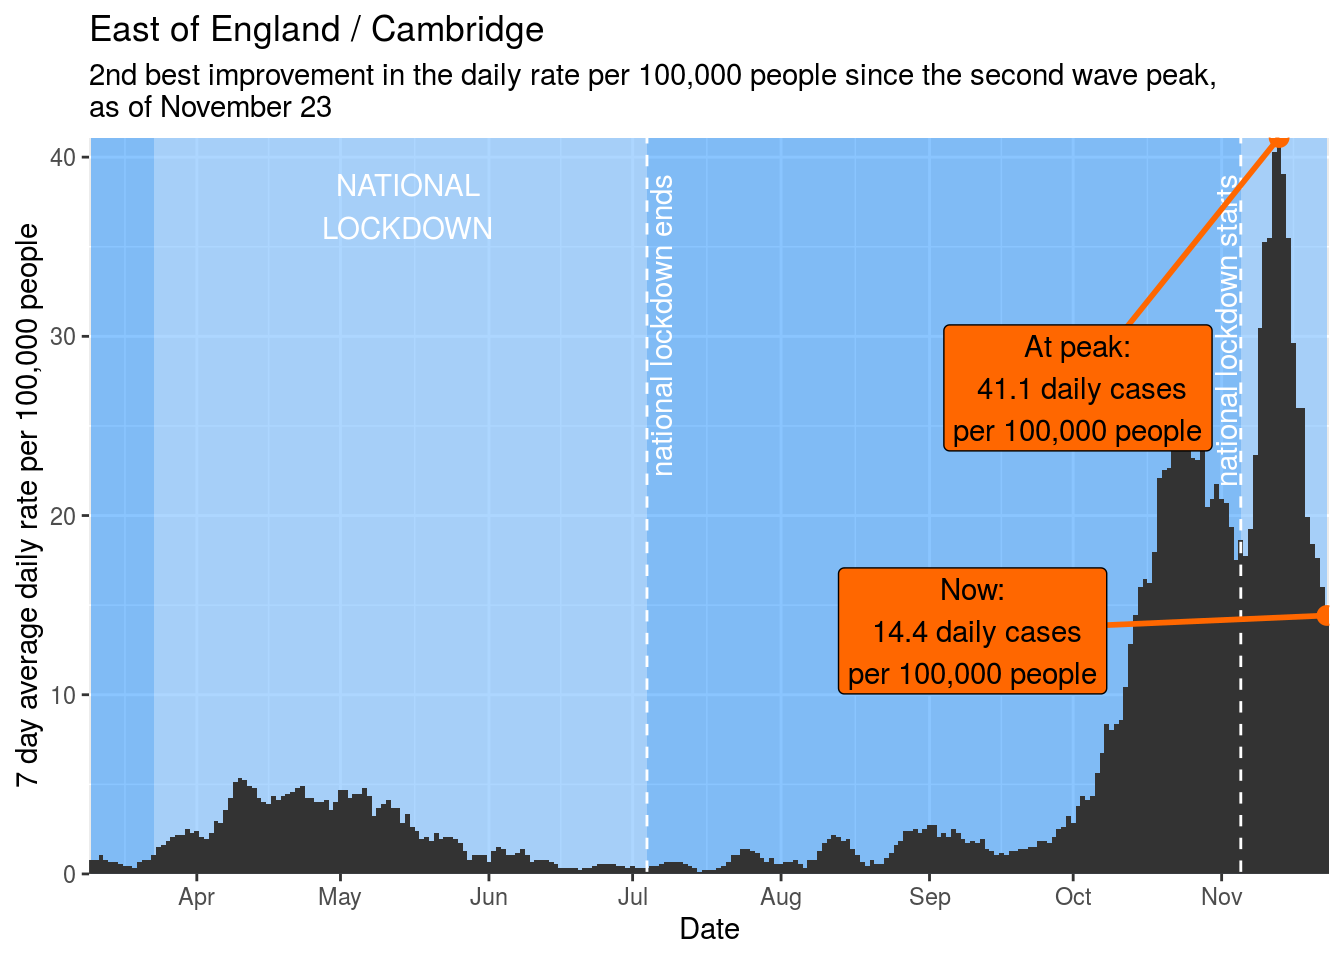 East of England / Cambridge
2nd best improvement in the daily rate per 100,000 people since the second wave peak,
as of November 23
7 day average daily rate per 100,000 people
40
30
20
10
0
NATIONAL
LOCKDOWN
national lockdown ends
national lockdown starts
At peak:
41.1 daily cases
per 100,000 people
Now:
14.4 daily cases
per 100,000 people
Apr
May
Jun
Jul
Aug
Sep
Oct
Nov
Date